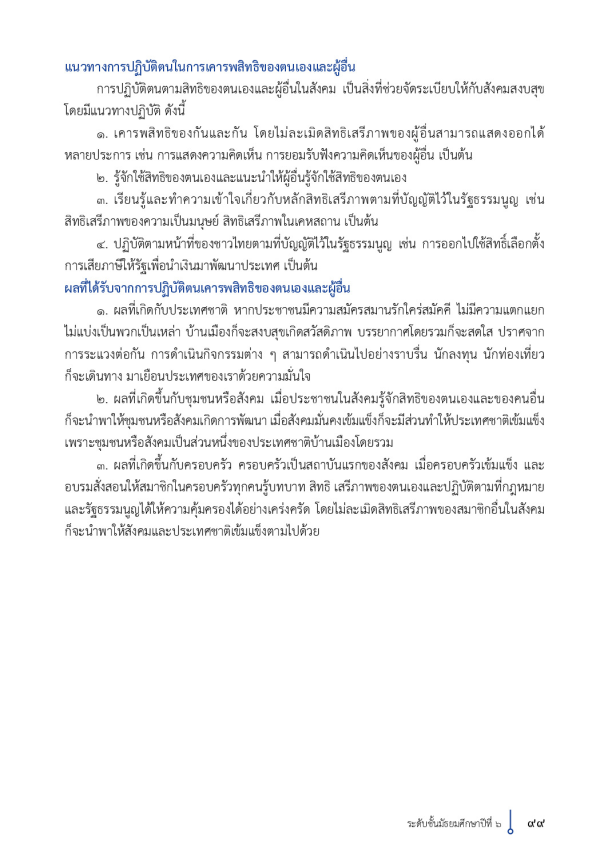 แนวทางการปฏิบัติตนในการเคารพสิทธิของตนเองและผู้อื่น
การปฏิบัติตนตามสิทธิของตนเองและผู้อื่นในสังคม เป็นสิ่งที่ช่วยจัดระเบียบให้กับสังคมสงบสุข
โดยมีแนวทางปฏิบัติ ดังนี้
๑. เคารพสิทธิของกันและกัน โดยไม่ละเมิดสิทธิเสรีภาพของผู้อื่นสามารถแสดงออกได้
หลายประการ เช่น การแสดงความคิดเห็น การยอมรับฟังความคิดเห็นของผู้อื่น เป็นต้น
๒. รู้จักใช้สิทธิของตนเองและแนะนำให้ผู้อื่นรู้จักใช้สิทธิของตนเอง
๓. เรียนรู้และทำความเข้าใจเกี่ยวกับหลักสิทธิเสรีภาพตามที่บัญญัติไว้ในรัฐธรรมนูญ เช่น
สิทธิเสรีภาพของความเป็นมนุษย์ สิทธิเสรีภาพในเคหสถาน เป็นต้น
๔. ปฏิบัติตามหน้าที่ของชาวไทยตามที่บัญญัติไว้ในรัฐธรรมนูญ เช่น การออกไปใช้สิทธิ์เลือกตั้ง
การเสียภาษีให้รัฐเพื่อนำเงินมาพัฒนาประเทศ เป็นต้น
ผลที่ได้รับจากการปฏิบัติตนเคารพสิทธิของตนเองและผู้อื่น
๑. ผลที่เกิดกับประเทศชาติ หากประชาชนมีความสมัครสมานรักใคร่สมัคคี ไม่มีความแตกแยก
ไม่แบ่งเป็นพวกเป็นเหล่า บ้านเมืองก็จะสงบสุขเกิดสวัสดิภาพ บรรยากาศโดยรวมก็จะสดใส ปราศจาก
การระแวงต่อกัน การดำเนินกิจกรรมต่าง ๆ สามารถดำเนินไปอย่างราบรื่น นักลงทุน นักท่องเที่ยว
ก็จะเดินทาง มาเยือนประเทศของเราด้วยความมั่นใจ
๒. ผลที่เกิดขึ้นกับชุมชนหรือสังคม เมื่อประชาชนในสังคมรู้จักสิทธิของตนเองและของคนอื่น
ก็จะนำพาให้ชุมชนหรือสังคมเกิดการพัฒนา เมื่อสังคมมั่นคงเข้มแข็งก็จะมีส่วนทำให้ประเทศชาติเข้มแข็ง
เพราะชุมชนหรือสังคมเป็นส่วนหนึ่งของประเทศชาติบ้านเมืองโดยรวม
๓. ผลที่เกิดขึ้นกับครอบครัว ครอบครัวเป็นสถาบันแรกของสังคม เมื่อครอบครัวเข้มแข็ง และ
อบรมสั่งสอนให้สมาชิกในครอบครัวทุกคนรู้บทบาท สิทธิ เสรีภาพของตนเองและปฏิบัติตามที่กฎหมาย
และรัฐธรรมนูญได้ให้ความคุ้มครองได้อย่างเคร่งครัด โดยไม่ละเมิดสิทธิเสรีภาพของสมาชิกอื่นในสังคม
ก็จะนำพาให้สังคมและประเทศชาติเข้มแข็งตามไปด้วย
ระดับชั้นมัธยมศึกษาปีที่ ๖ ๙๙